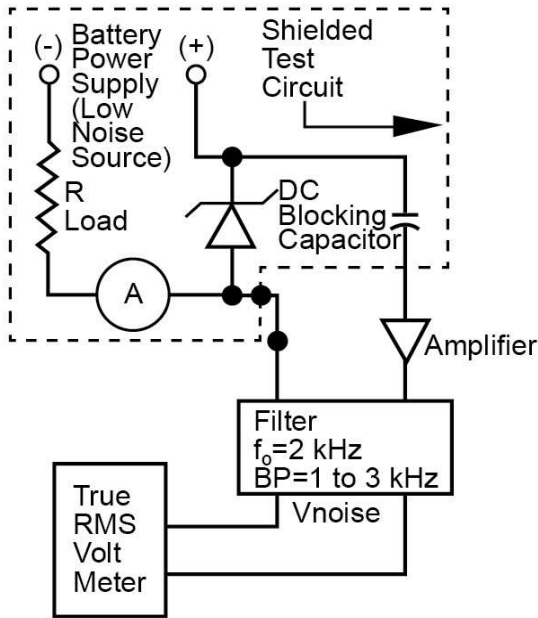 (-)
Battery
Power
Supply
(Low
Noise
Source)
(+)
Shielded
Test
Circuit
R
Load
DC
Blocking
Capacitor
A
Amplifier
Filter
fo=2 kHz
BP=1 to 3 kHz
Vnoise
True
RMS
Volt
Meter